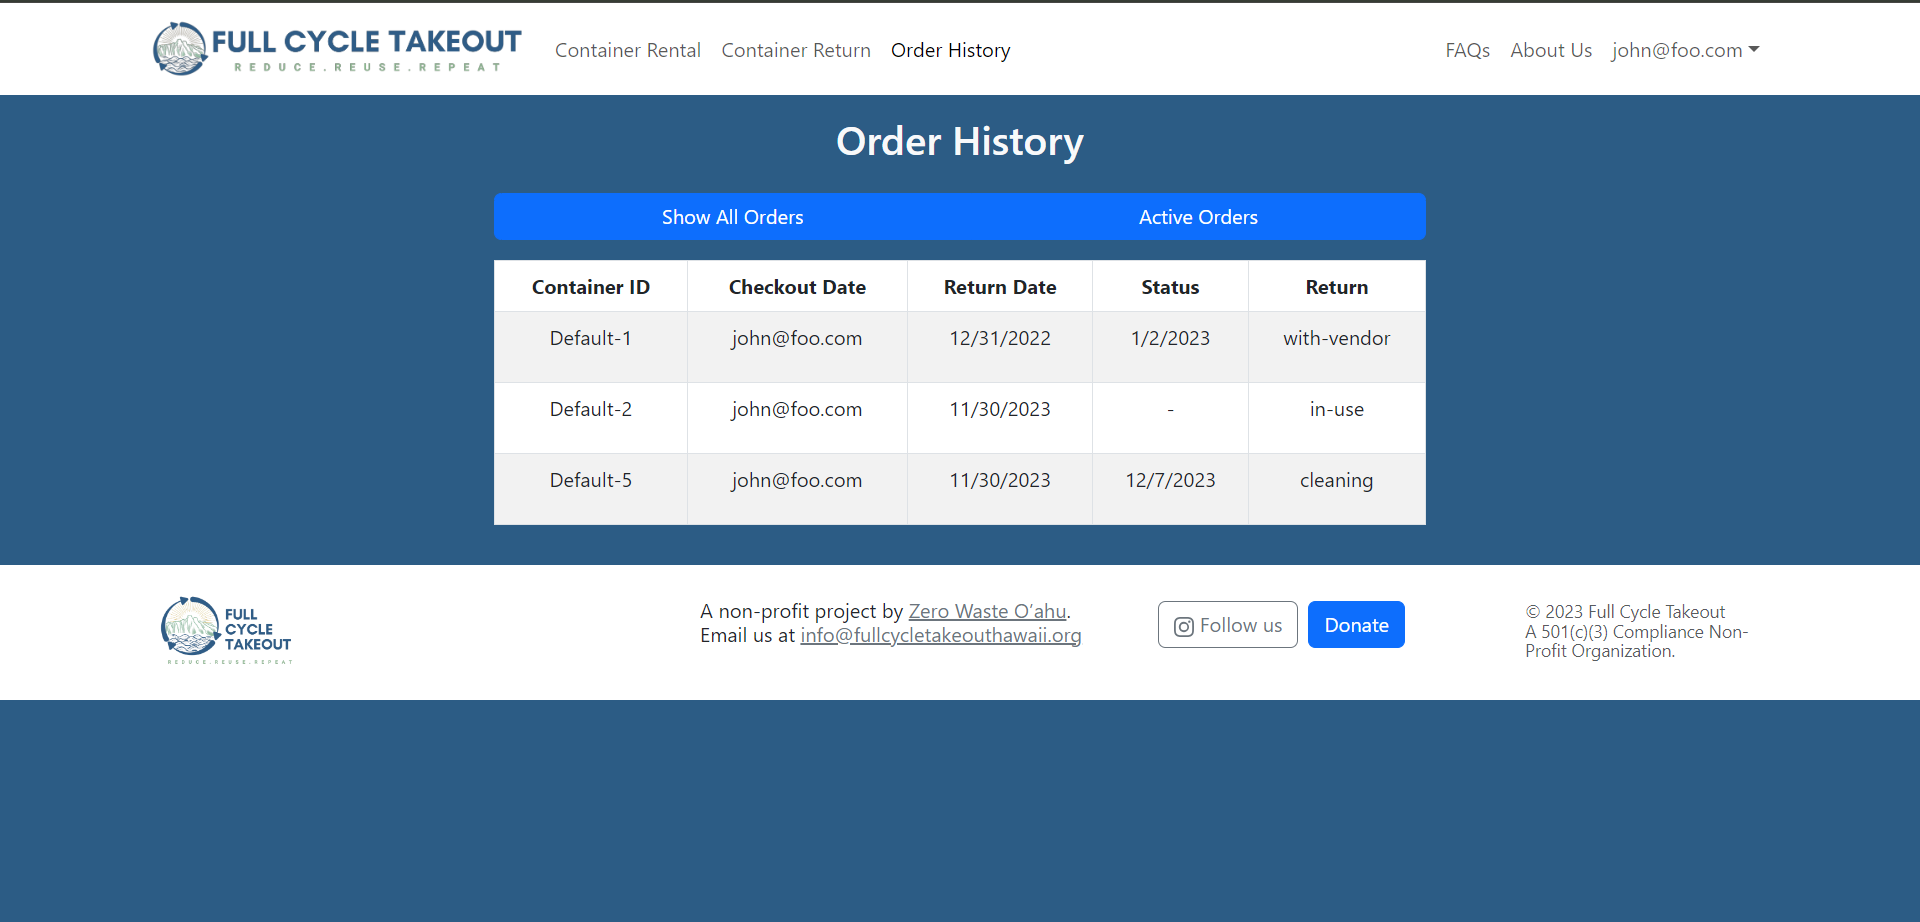 FULL CYCLE TAKEOUT
REDUCE.REUSE.REPEAT
Container Rental Container Return Order History FAQs About Us john@foo.com
Order History
Show All Orders Active Orders
Container ID Checkout Date Return Date Status Return
Default-1 john@foo.com 12/31/2022 1/2/2023 with-vendor
Default-2 john@foo.com 11/30/2023 - in-use
Default-5 john@foo.com 11/30/2023 12/7/2023 cleaning
FULL
CYCLE
TAKEOUT
REDUCE.REUSE.REPEAT
A non-profit project by Zero Waste O‘ahu.
Email us at info@fullcycletakeouthawaii.org
Follow us Donate
© 2023 Full Cycle Takeout
A 501(c)(3) Compliance Non-
Profit Organization.